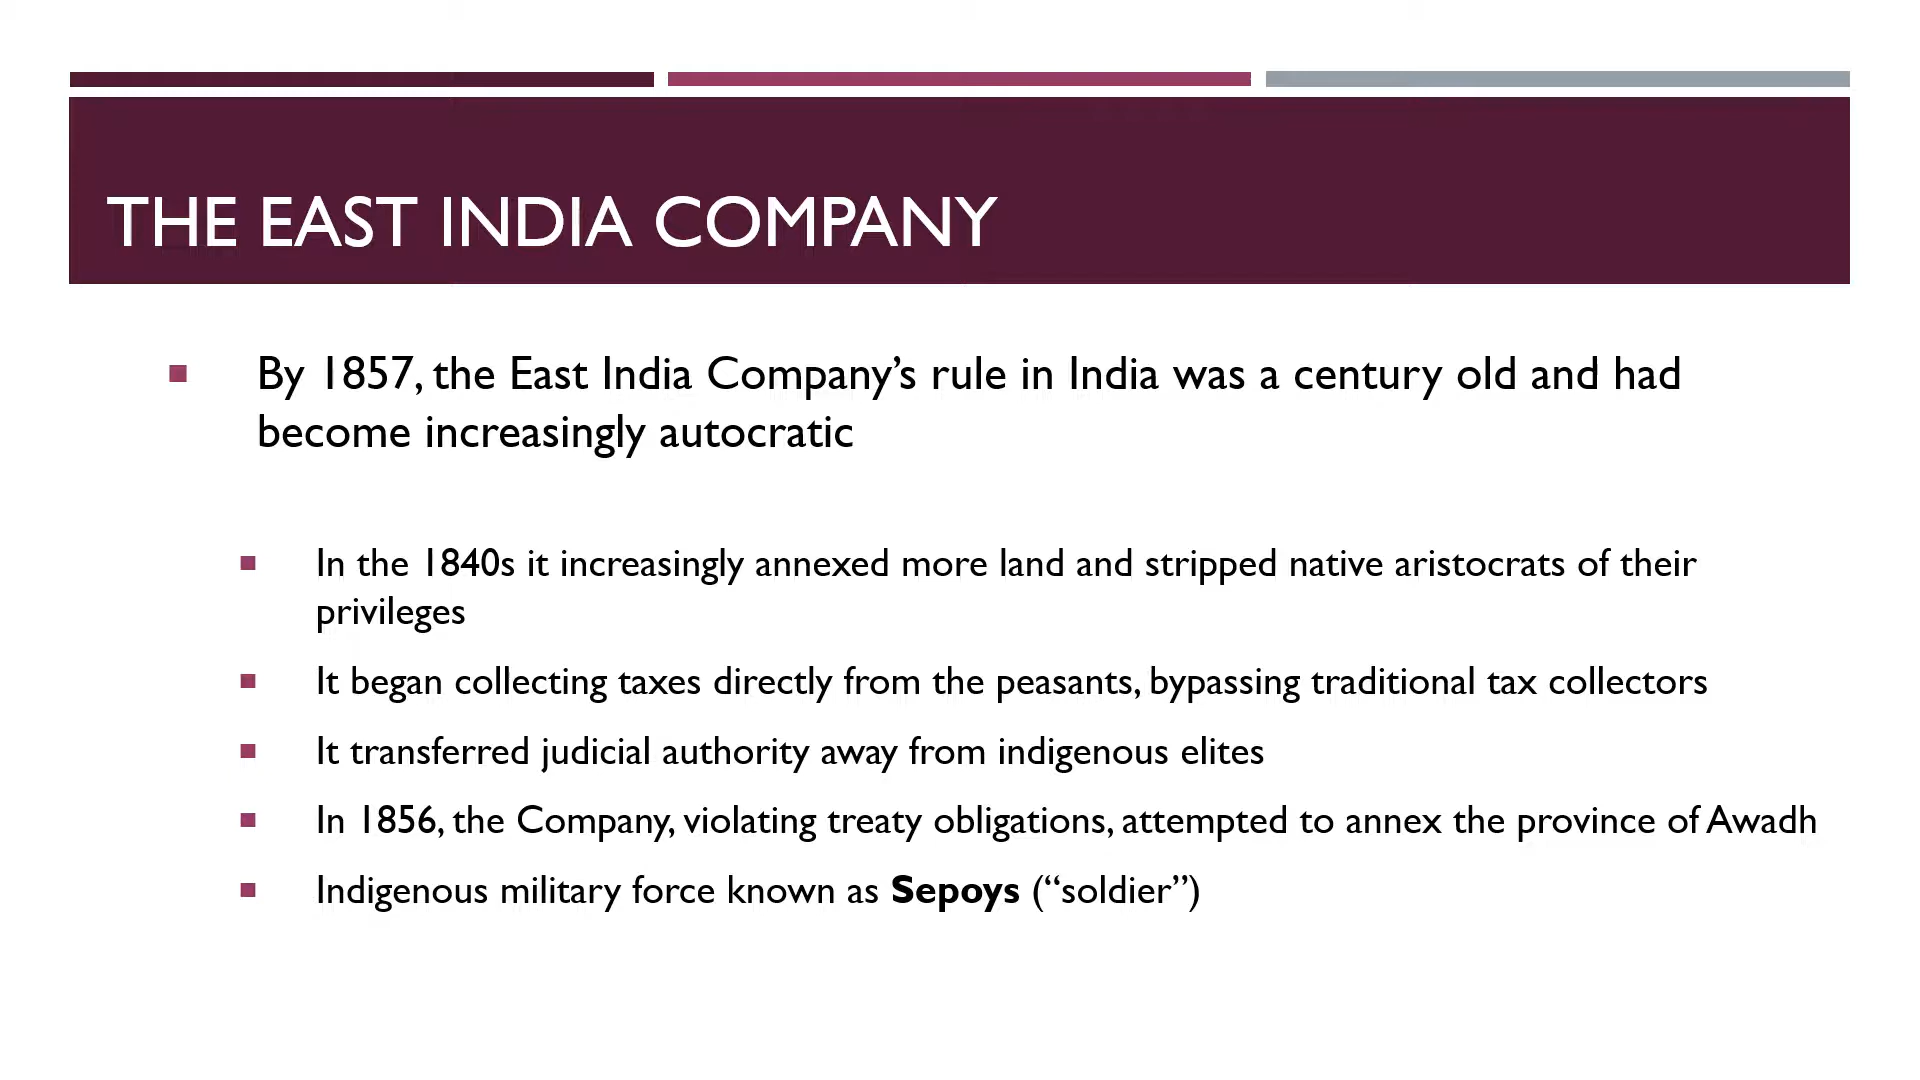 THE EAST INDIA COMPANY
By 1857, the East India Company’s rule in India was a century old and had
become increasingly autocratic
In the 1840s it increasingly annexed more land and stripped native aristocrats of their
privileges
It began collecting taxes directly from the peasants, bypassing traditional tax collectors
It transferred judicial authority away from indigenous elites
In 1856, the Company, violating treaty obligations, attempted to annex the province of Awadh
Indigenous military force known as Sepoys (“soldier”)